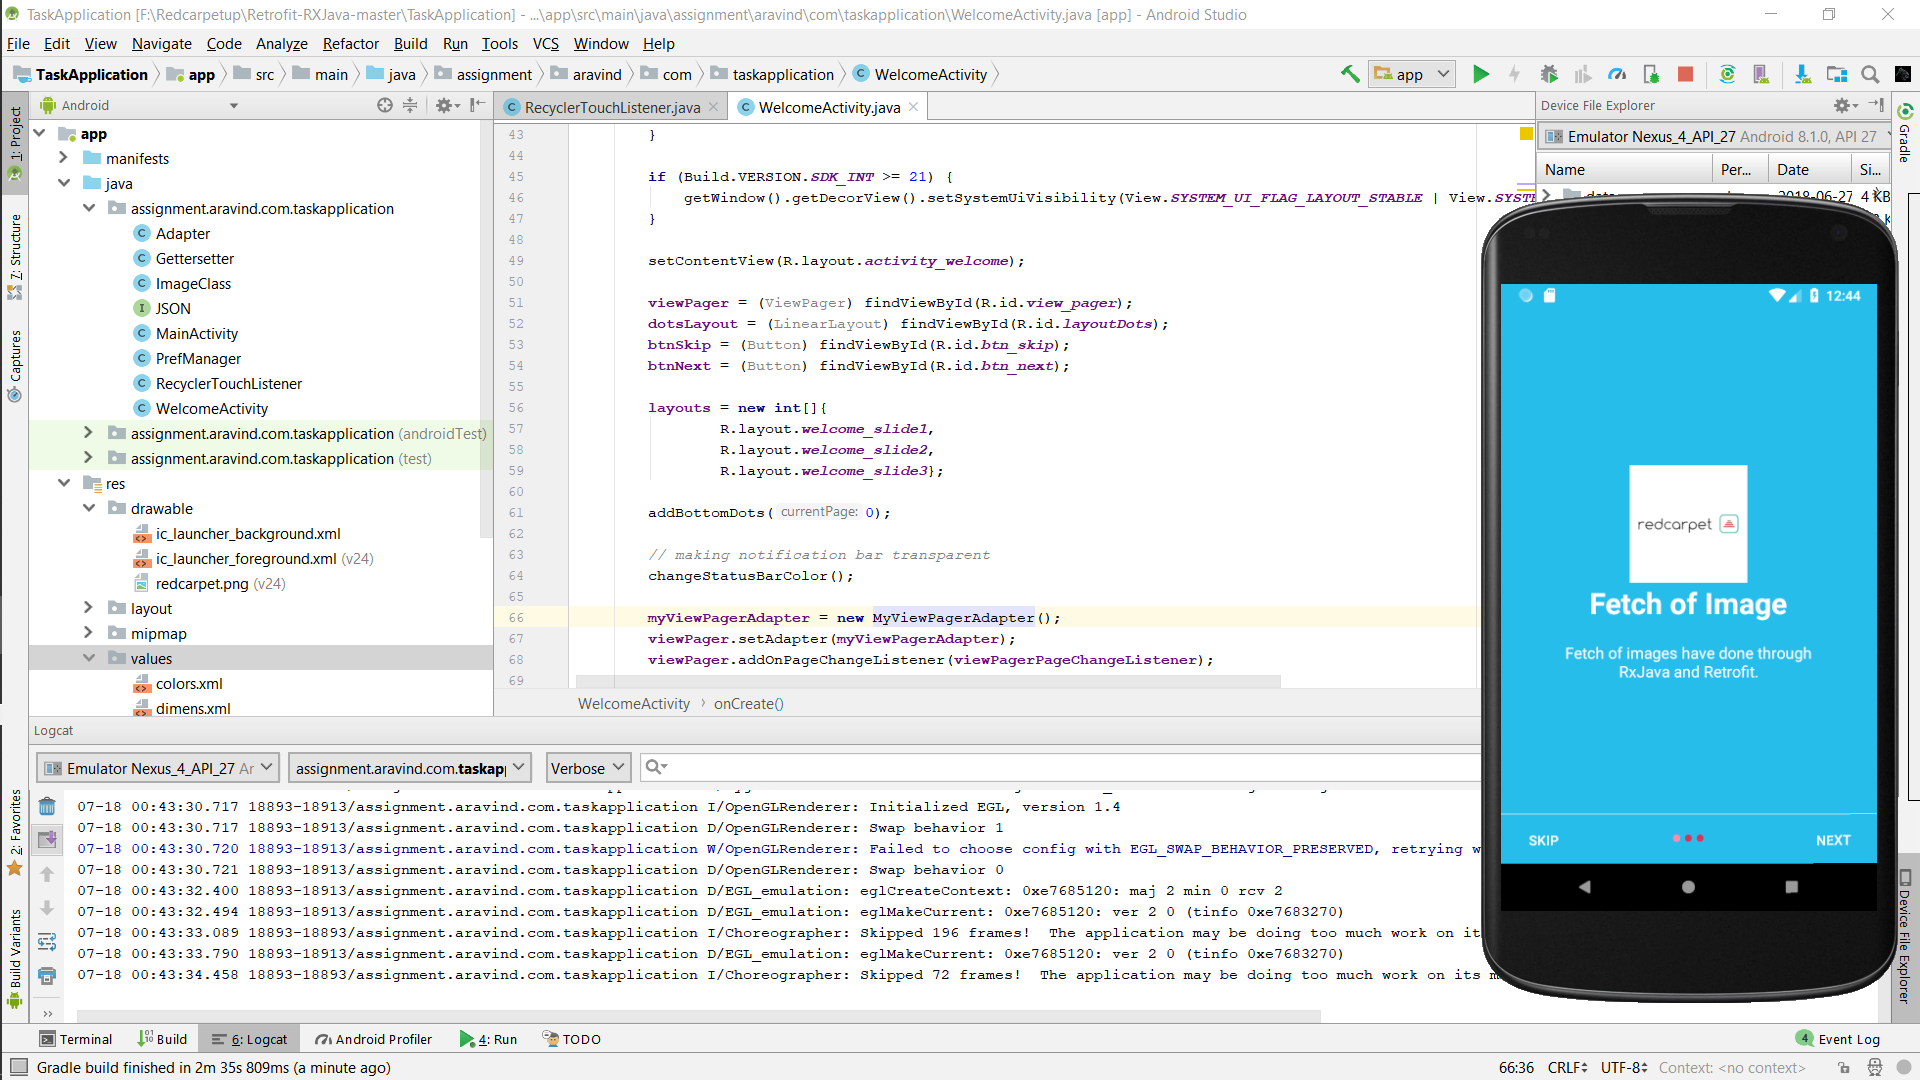 TaskApplication [F:\Redcarpetup\Retrofit-RXJava-master\TaskApplication] - ...\app\src\main\java\assignment\aravind\com\taskapplication\WelcomeActivity.java [app] - Android Studio
File Edit View Navigate Code Analyze Refactor Build Run Tools VCS Window Help
TaskApplication app src main java assignment aravind com taskapplication WelcomeActivity
app
Android
RecyclerTouchListener.java WelcomeActivity.java
Device File Explorer
1: Project
7: Structure
Captures
2: Favorites
Build Variants
app
manifests
java
assignment.aravind.com.taskapplication
Adapter
Gettersetter
ImageClass
JSON
MainActivity
PrefManager
RecyclerTouchListener
WelcomeActivity
assignment.aravind.com.taskapplication (androidTest)
assignment.aravind.com.taskapplication (test)
res
drawable
ic_launcher_background.xml
ic_launcher_foreground.xml (v24)
redcarpet.png (v24)
layout
mipmap
values
colors.xml
dimens.xml
43 }
44
45 if (Build.VERSION.SDK_INT >= 21) {
46 getWindow().getDecorView().setSystemUiVisibility(View.SYSTEM_UI_FLAG_LAYOUT_STABLE | View.SYSTE
47 }
48
49 setContentView(R.layout.activity_welcome);
50
51 viewPager = (ViewPager) findViewById(R.id.view_pager);
52 dotsLayout = (LinearLayout) findViewById(R.id.layoutDots);
53 btnSkip = (Button) findViewById(R.id.btn_skip);
54 btnNext = (Button) findViewById(R.id.btn_next);
55
56 layouts = new int[]{
57 R.layout.welcome_slide1,
58 R.layout.welcome_slide2,
59 R.layout.welcome_slide3};
60
61 addBottomDots( currentPage: 0);
62
63 // making notification bar transparent
64 changeStatusBarColor();
65
66 myViewPagerAdapter = new MyViewPagerAdapter();
67 viewPager.setAdapter(myViewPagerAdapter);
68 viewPager.addOnPageChangeListener(viewPagerPageChangeListener);
69
WelcomeActivity onCreate()
Emulator Nexus_4_API_27 Android 8.1.0, API 27
Name Per... Date Si...
2018-06-27 4 KB
Gradle
Device File Explorer
12:44
redcarpet
Fetch of Image
Fetch of images have done through
RxJava and Retrofit.
SKIP NEXT
Logcat
Emulator Nexus_4_API_27 Ar assignment.aravind.com.taskap Verbose
07-18 00:43:30.717 18893-18913/assignment.aravind.com.taskapplication I/OpenGLRenderer: Initialized EGL, version 1.4
07-18 00:43:30.717 18893-18913/assignment.aravind.com.taskapplication D/OpenGLRenderer: Swap behavior 1
07-18 00:43:30.720 18893-18913/assignment.aravind.com.taskapplication W/OpenGLRenderer: Failed to choose config with EGL_SWAP_BEHAVIOR_PRESERVED, retrying w
07-18 00:43:30.721 18893-18913/assignment.aravind.com.taskapplication D/OpenGLRenderer: Swap behavior 0
07-18 00:43:32.400 18893-18913/assignment.aravind.com.taskapplication D/EGL_emulation: eglCreateContext: 0xe7685120: maj 2 min 0 rcv 2
07-18 00:43:32.494 18893-18913/assignment.aravind.com.taskapplication D/EGL_emulation: eglMakeCurrent: 0xe7685120: ver 2 0 (tinfo 0xe7683270)
07-18 00:43:33.089 18893-18893/assignment.aravind.com.taskapplication I/Choreographer: Skipped 196 frames!  The application may be doing too much work on it
07-18 00:43:33.790 18893-18913/assignment.aravind.com.taskapplication D/EGL_emulation: eglMakeCurrent: 0xe7685120: ver 2 0 (tinfo 0xe7683270)
07-18 00:43:34.458 18893-18893/assignment.aravind.com.taskapplication I/Choreographer: Skipped 72 frames!  The application may be doing too much work on its m
Terminal Build 6: Logcat Android Profiler 4: Run TODO 4 Event Log
Gradle build finished in 2m 35s 809ms (a minute ago) 66:36 CRLF UTF-8 Context: <no context>